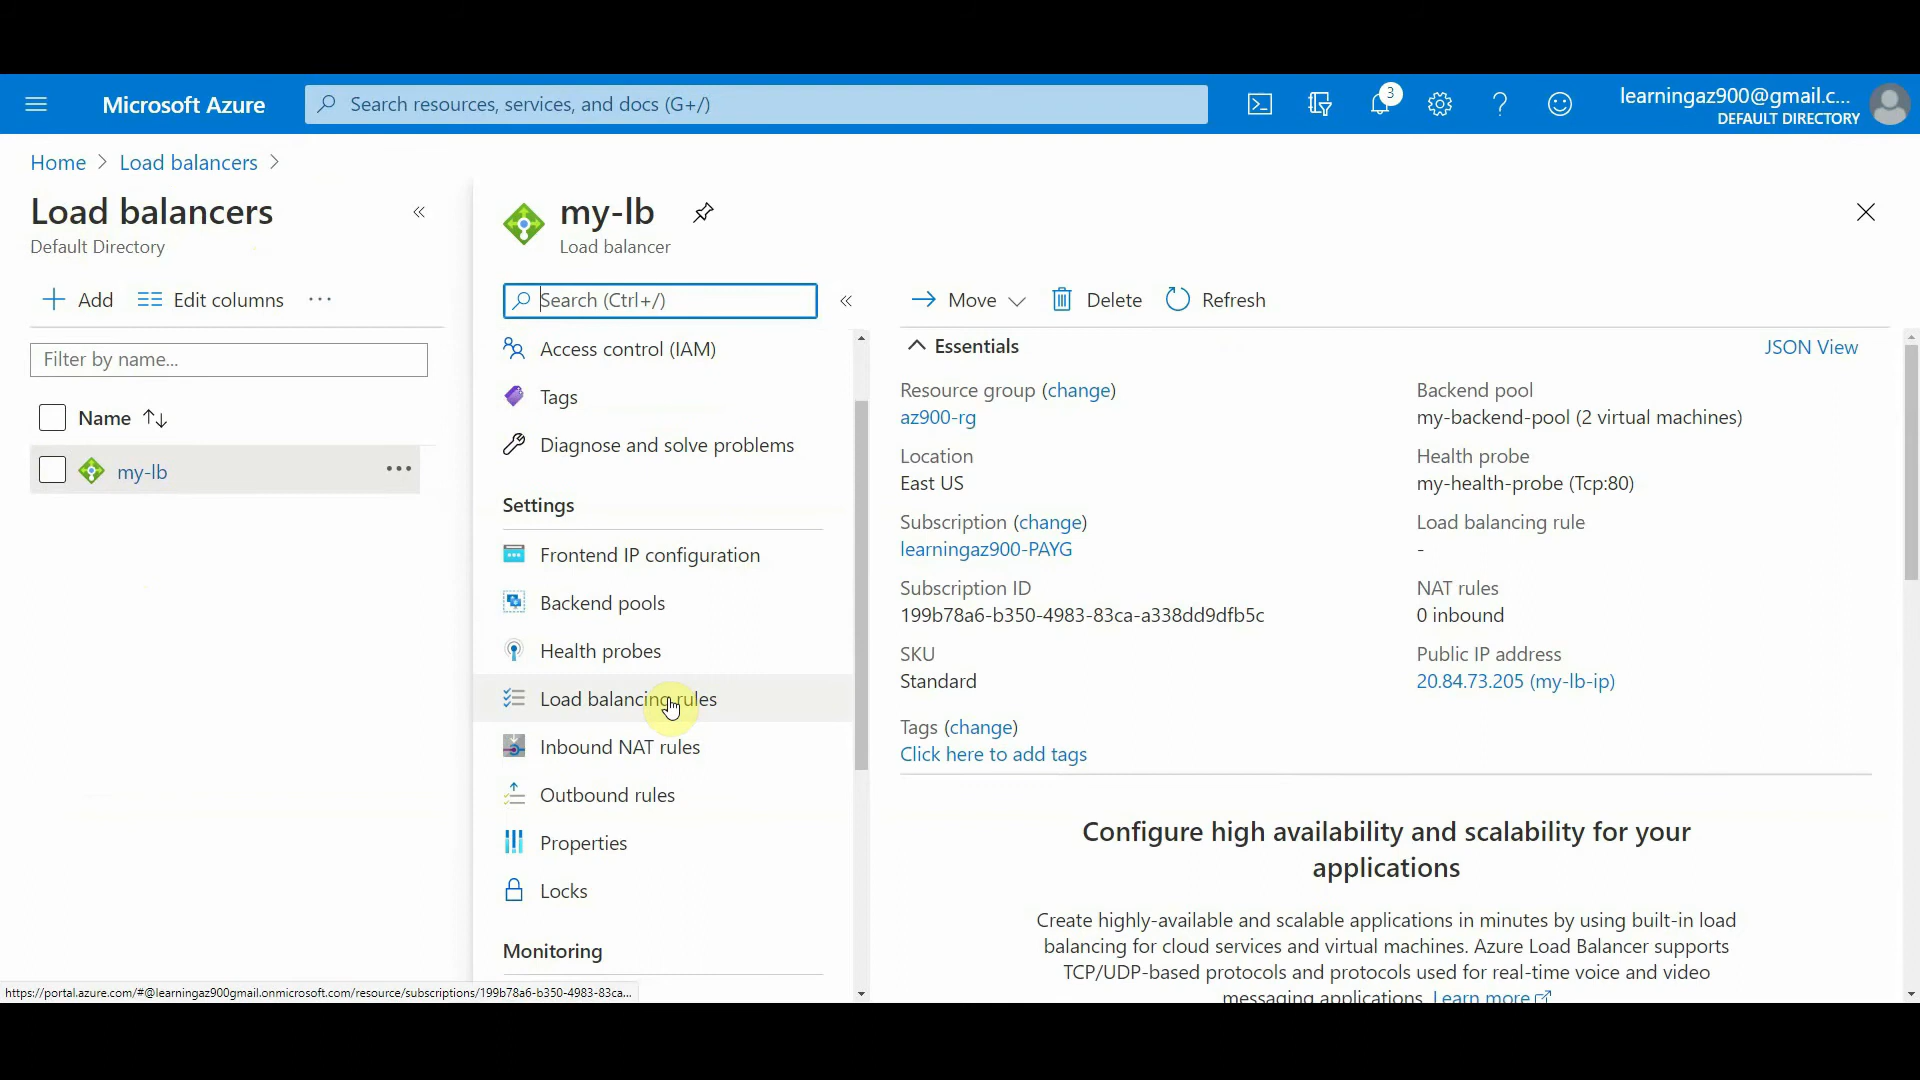 Microsoft Azure
Search resources, services, and docs (G+/)
3
learningaz900@gmail.c...
DEFAULT DIRECTORY
Home > Load balancers >
Load balancers
Default Directory
Add
Edit columns
Filter by name...
Name
my-lb
my-lb
Load balancer
Search (Ctrl+/)
Access control (IAM)
Tags
Diagnose and solve problems
Settings
Frontend IP configuration
Backend pools
Health probes
Load balancing rules
Inbound NAT rules
Outbound rules
Properties
Locks
Monitoring
Move
Delete
Refresh
Essentials
JSON View
Resource group (change)
az900-rg
Location
East US
Subscription (change)
learningaz900-PAYG
Subscription ID
199b78a6-b350-4983-83ca-a338dd9dfb5c
SKU
Standard
Tags (change)
Click here to add tags
Backend pool
my-backend-pool (2 virtual machines)
Health probe
my-health-probe (Tcp:80)
Load balancing rule
-
NAT rules
0 inbound
Public IP address
20.84.73.205 (my-lb-ip)
Configure high availability and scalability for your
applications
Create highly-available and scalable applications in minutes by using built-in load
balancing for cloud services and virtual machines. Azure Load Balancer supports
TCP/UDP-based protocols and protocols used for real-time voice and video
messaging applications. Learn more
https://portal.azure.com/#@learningaz900gmail.onmicrosoft.com/resource/subscriptions/199b78a6-b350-4983-83ca...